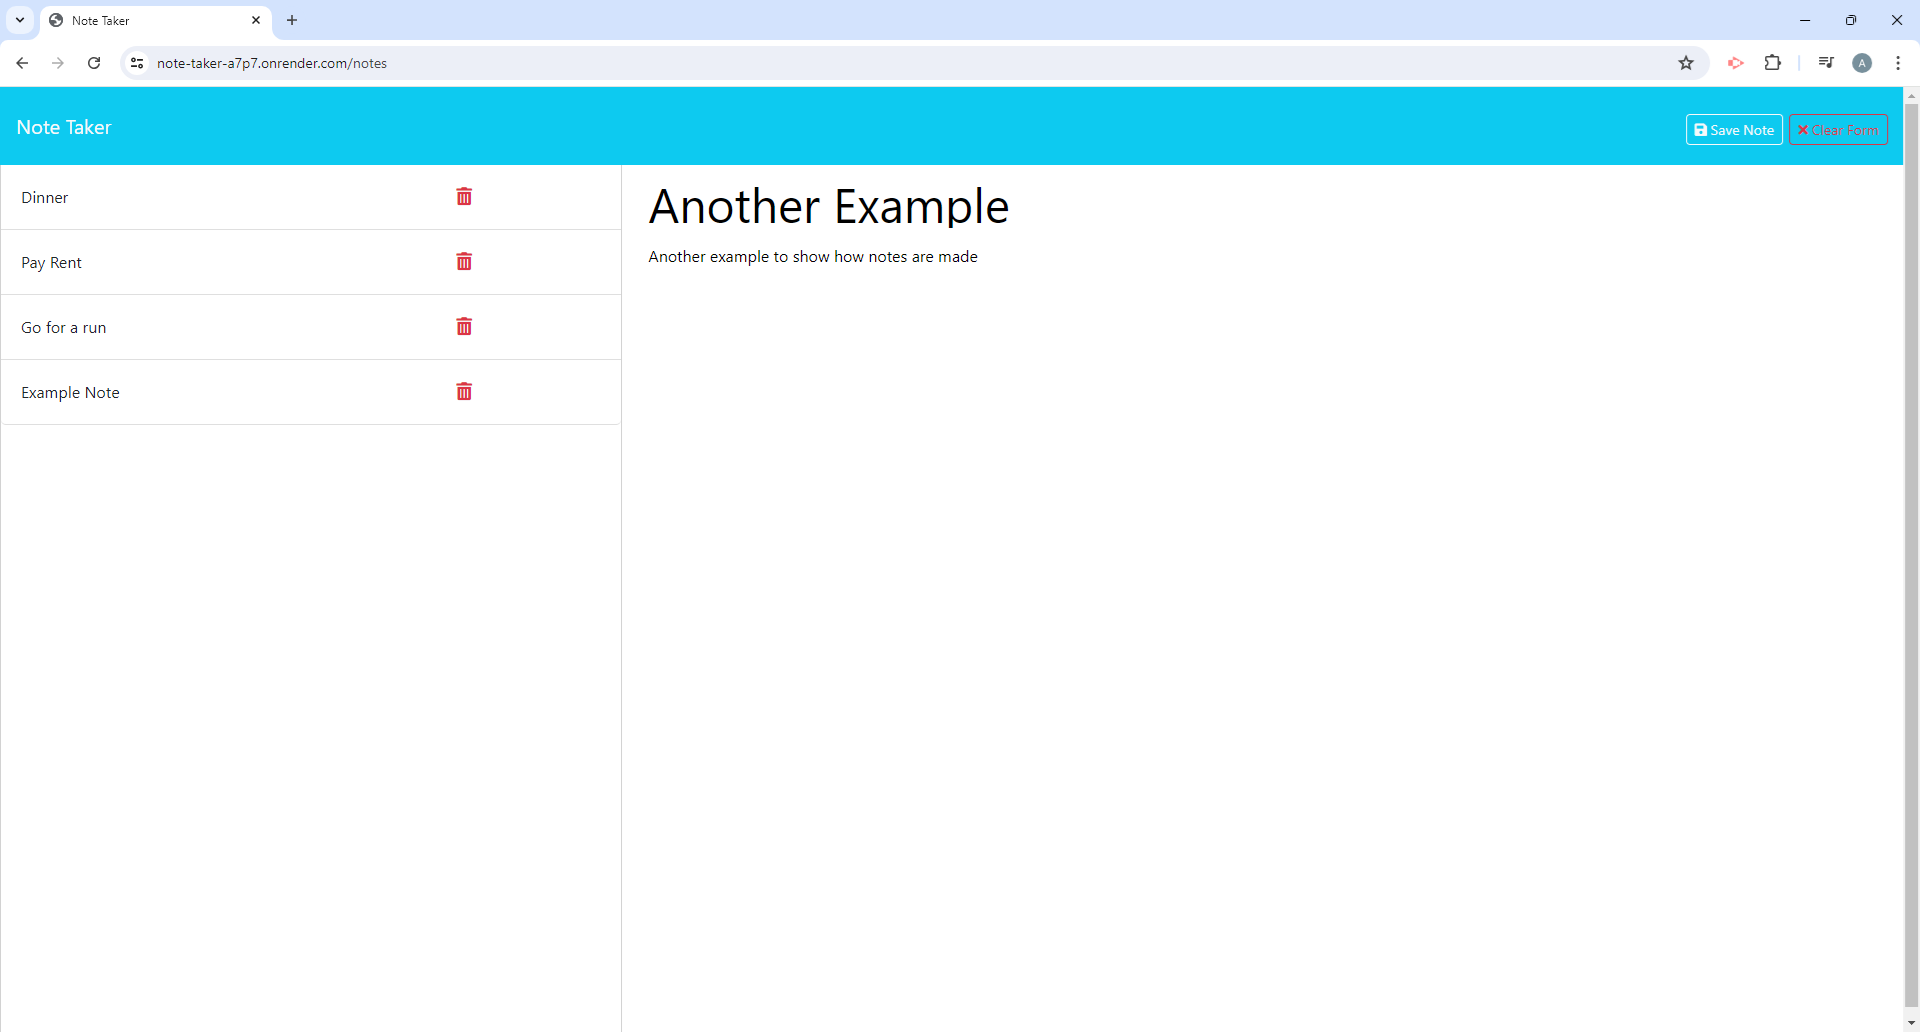 Note Taker
note-taker-a7p7.onrender.com/notes
A
Note Taker
Save Note
Clear Form
Dinner
Pay Rent
Go for a run
Example Note
Another Example
Another example to show how notes are made